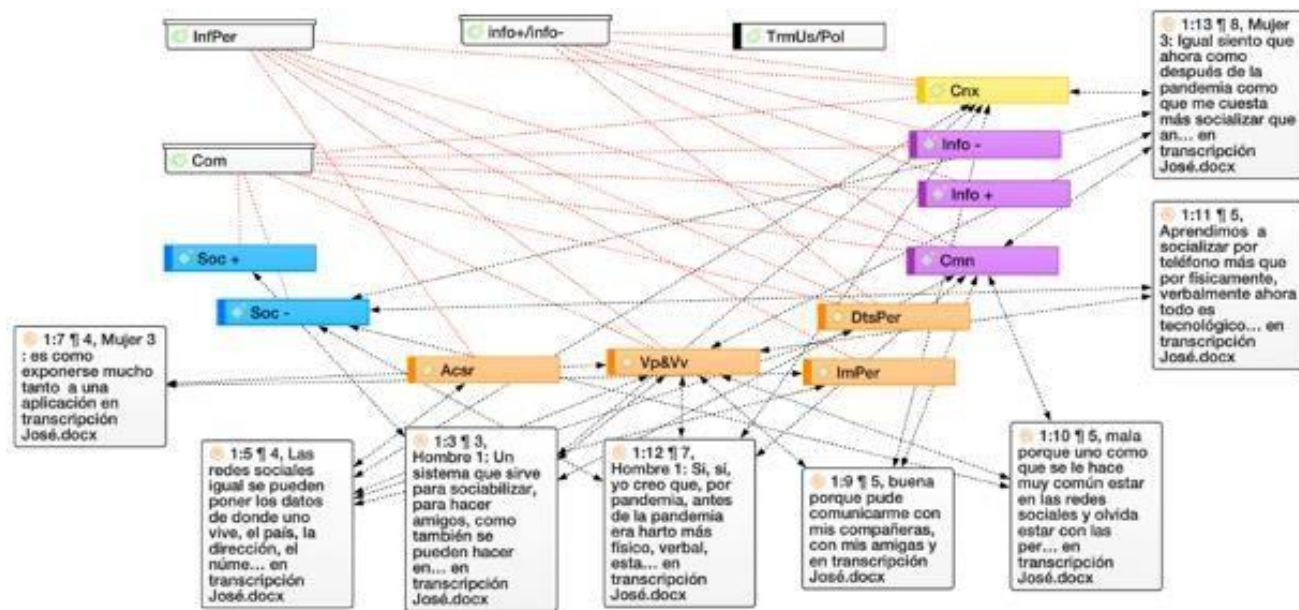 InfPer
info+/info-
TrmUs/Pol
Cnx
Info -
Com
Info +
Soc +
Cmn
Soc -
DtsPer
Acsr
Vp&Vv
ImPer
1:13 ¶ 8, Mujer
3: Igual siento que
ahora como
después de la
pandemia como
que me cuesta
más socializar que
an… en
transcripción
José.docx
1:11 ¶ 5,
Aprendimos a
socializar por
teléfono más que
por físicamente,
verbalmente ahora
todo es
tecnológico… en
transcripción
José.docx
1:7 ¶ 4, Mujer 3
: es como
exponerse mucho
tanto a una
aplicación en
transcripción
José.docx
1:5 ¶ 4, Las
redes sociales
igual se pueden
poner los datos
de donde uno
vive, el país, la
dirección, el
núme… en
transcripción
José.docx
1:3 ¶ 3,
Hombre 1: Un
sistema que sirve
para sociabilizar,
para hacer
amigos, como
también se
pueden hacer
en… en
transcripción
José.docx
1:12 ¶ 7,
Hombre 1: Si, sí,
yo creo que, por
pandemia, antes
de la pandemia
era harto más
físico, verbal,
esta… en
transcripción
José.docx
1:9 ¶ 5, buena
porque pude
comunicarme con
mis compañeras,
con mis amigas y
en transcripción
José.docx
1:10 ¶ 5, mala
porque uno como
que se le hace
muy común estar
en las redes
sociales y olvida
estar con las
per… en
transcripción
José.docx